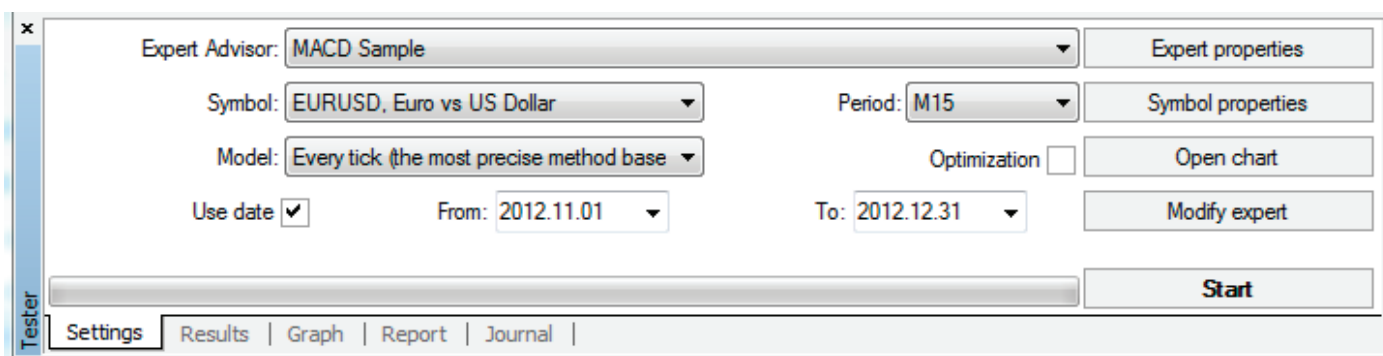 Expert Advisor: MACD Sample Expert properties
Symbol: EURUSD, Euro vs US Dollar Period: M15 Symbol properties
Model: Every tick (the most precise method base Optimization Open chart
Use date From: 2012.11.01 To: 2012.12.31 Modify expert
Start
Tester
Settings | Results | Graph | Report | Journal |